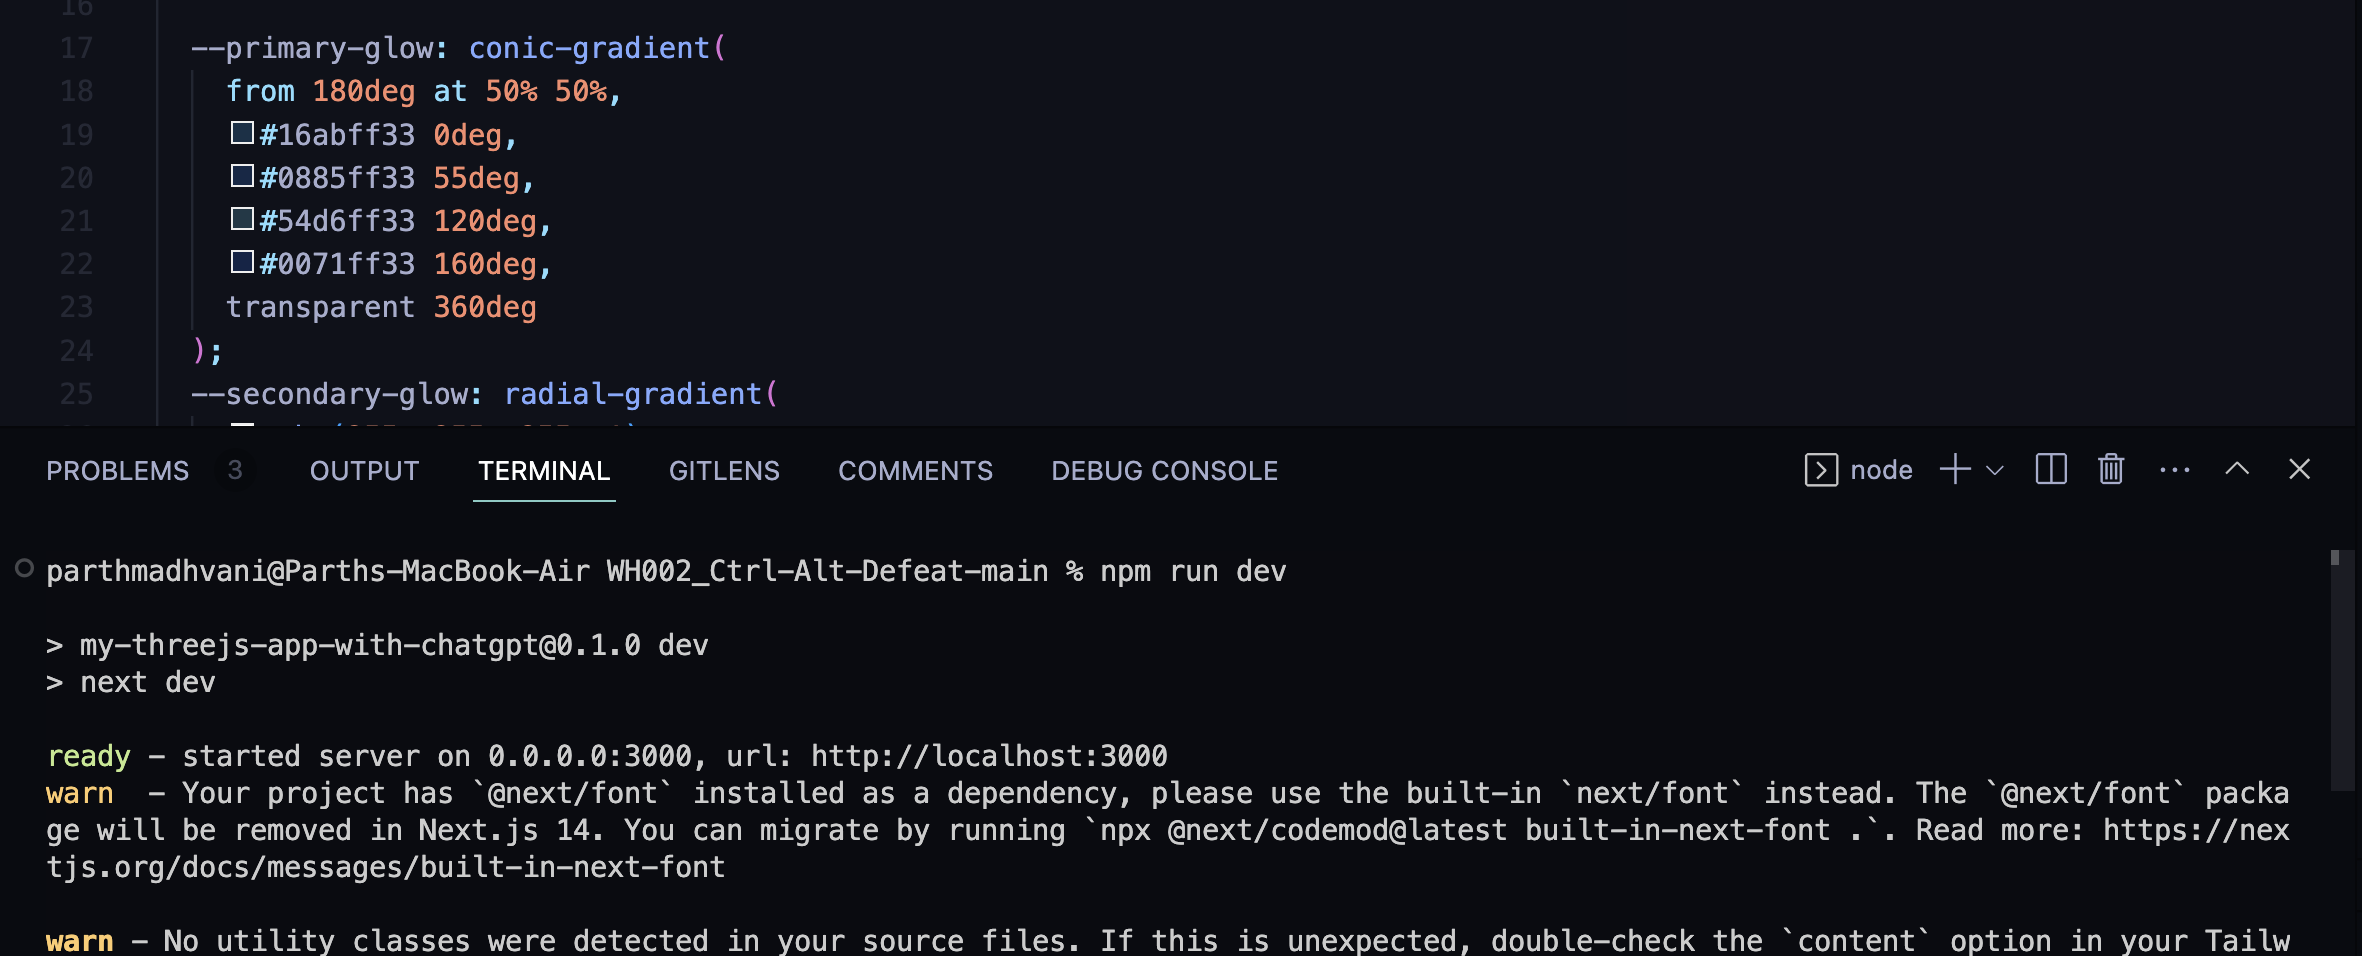 16
17 --primary-glow: conic-gradient(
18 from 180deg at 50% 50%,
19 #16abff33 0deg,
20 #0885ff33 55deg,
21 #54d6ff33 120deg,
22 #0071ff33 160deg,
23 transparent 360deg
24 );
25 --secondary-glow: radial-gradient(
PROBLEMS 3 OUTPUT TERMINAL GITLENS COMMENTS DEBUG CONSOLE node
parthmadhvani@Parths-MacBook-Air WH002_Ctrl-Alt-Defeat-main % npm run dev
> my-threejs-app-with-chatgpt@0.1.0 dev
> next dev
ready - started server on 0.0.0.0:3000, url: http://localhost:3000
warn - Your project has `@next/font` installed as a dependency, please use the built-in `next/font` instead. The `@next/font` packa
ge will be removed in Next.js 14. You can migrate by running `npx @next/codemod@latest built-in-next-font .`. Read more: https://nex
tjs.org/docs/messages/built-in-next-font
warn - No utility classes were detected in your source files. If this is unexpected, double-check the `content` option in your Tailw